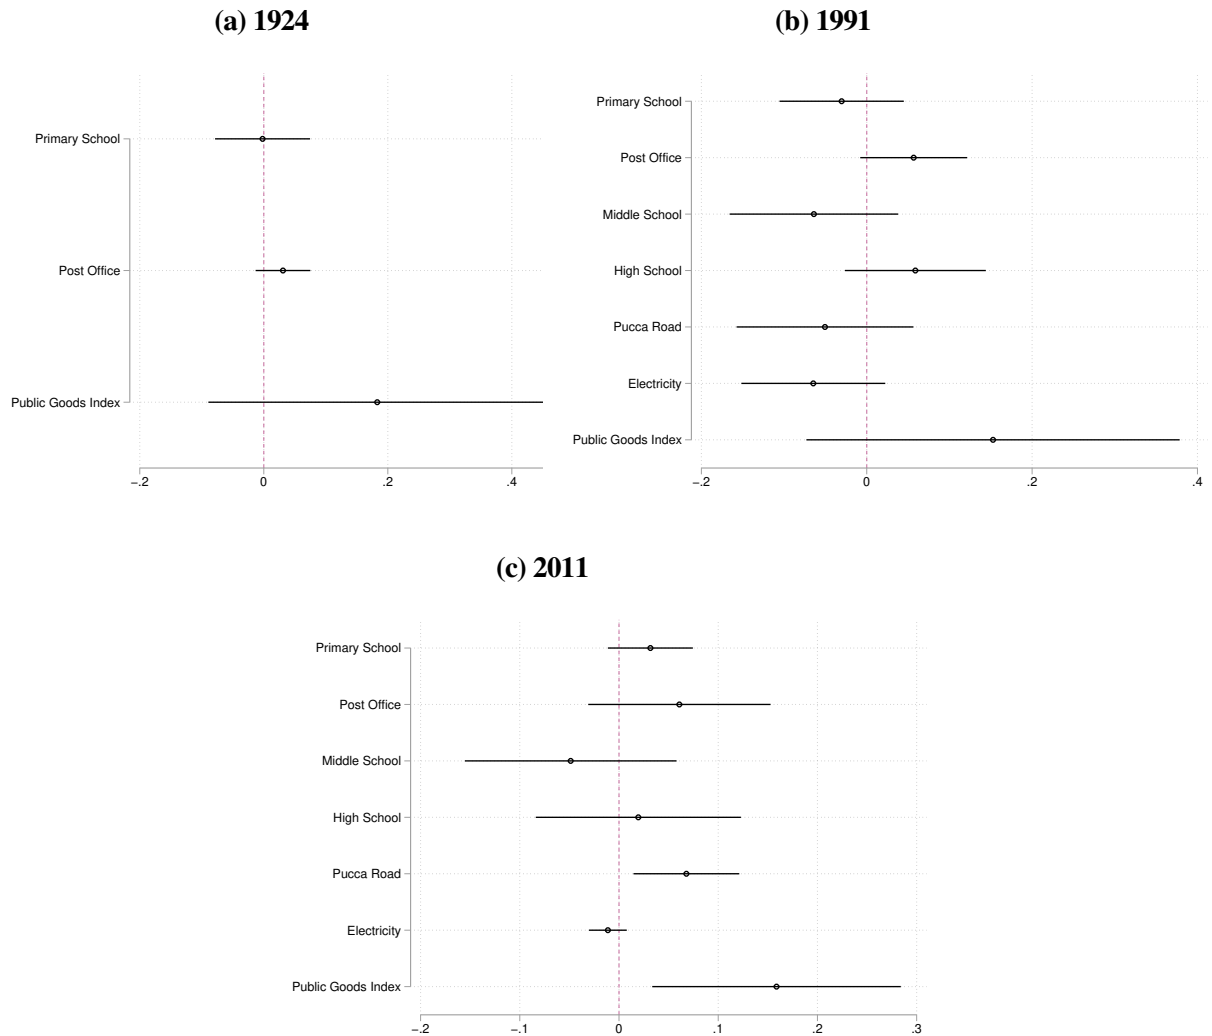 (a) 1924
Primary School
Post Office
Public Goods Index
−.2 0 .2 .4
(b) 1991
Primary School
Post Office
Middle School
High School
Pucca Road
Electricity
Public Goods Index
−.2 0 .2 .4
(c) 2011
Primary School
Post Office
Middle School
High School
Pucca Road
Electricity
Public Goods Index
−.2 −.1 0 .1 .2 .3